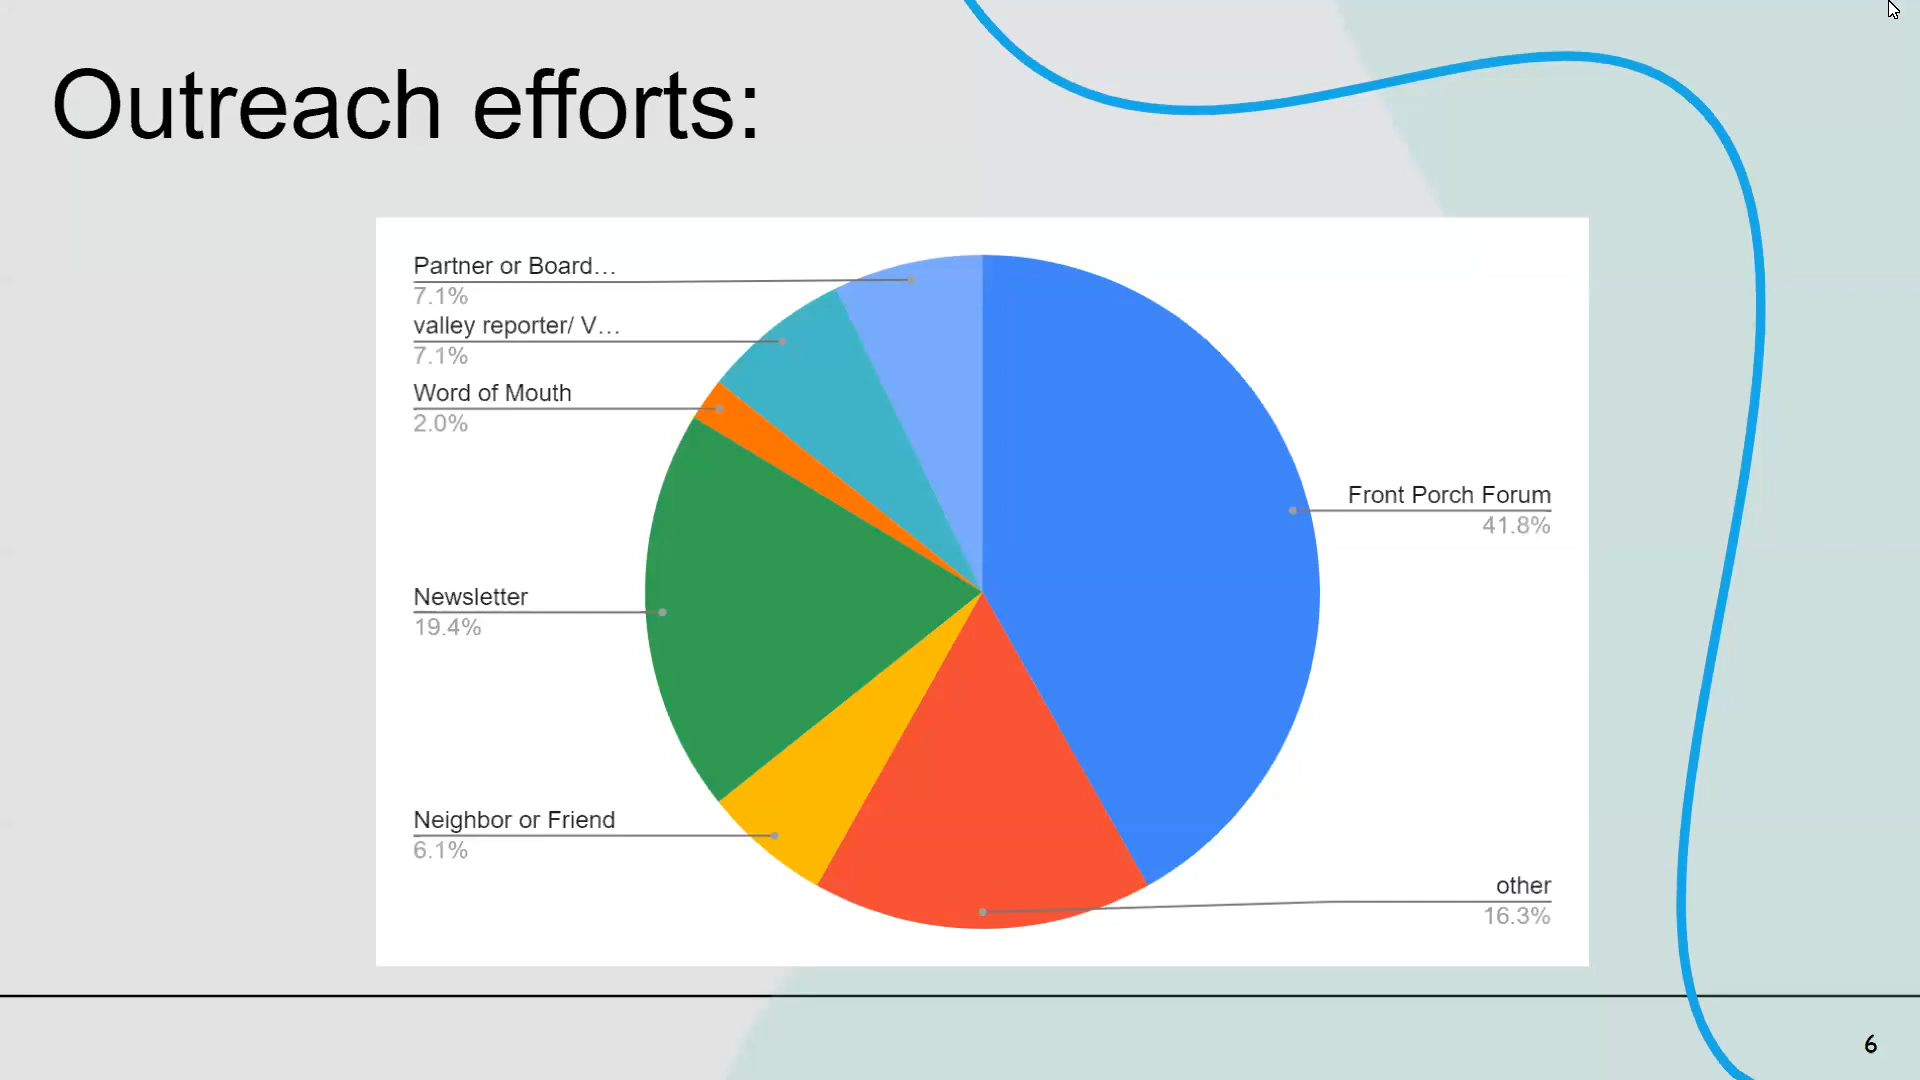 Outreach efforts:
Partner or Board...
7.1%
valley reporter/ V...
7.1%
Word of Mouth
2.0%
Front Porch Forum
41.8%
Newsletter
19.4%
Neighbor or Friend
6.1%
other
16.3%
6